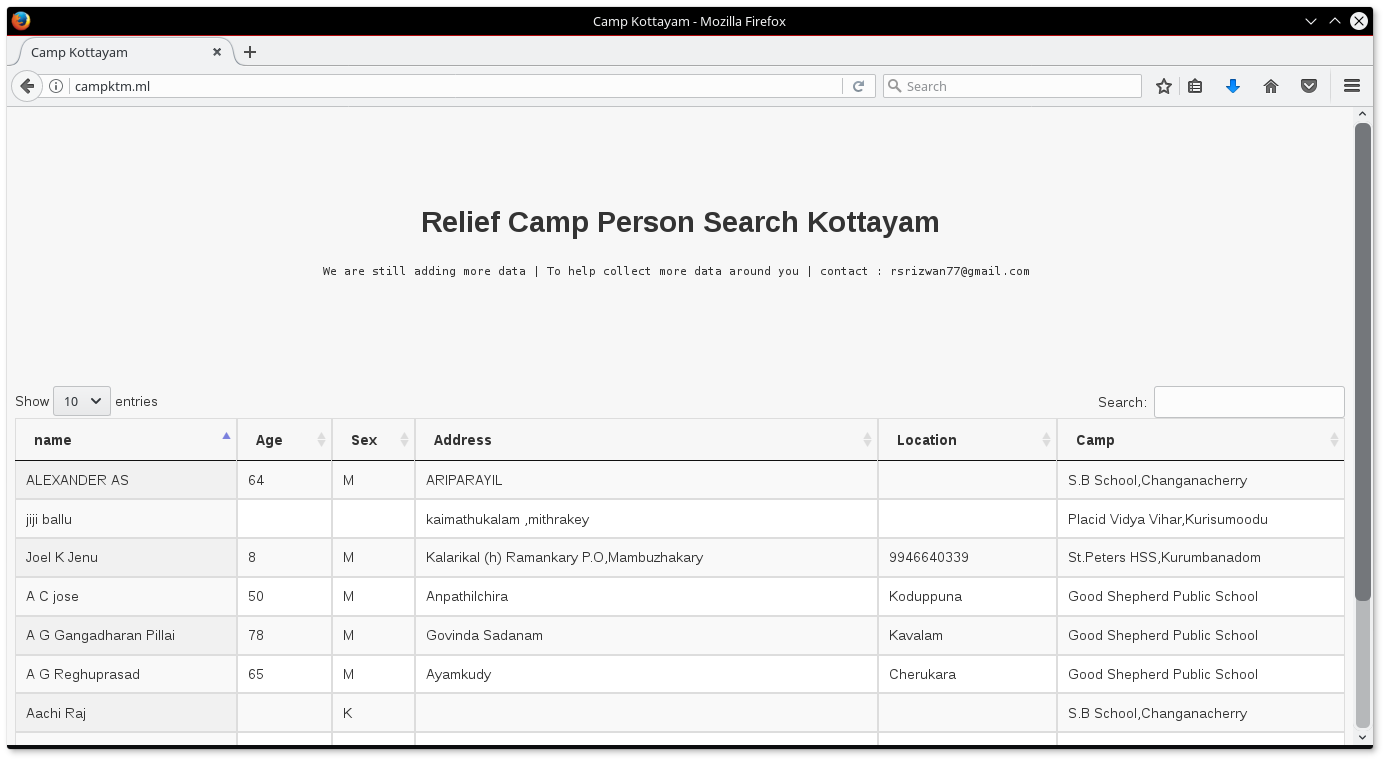 Camp Kottayam - Mozilla Firefox
Camp Kottayam
campktm.ml
Search
Relief Camp Person Search Kottayam
We are still adding more data | To help collect more data around you | contact : rsrizwan77@gmail.com
Show 10 entries Search:
name Age Sex Address Location Camp
ALEXANDER AS 64 M ARIPARAYIL S.B School,Changanacherry
jiji ballu kaimathukalam ,mithrakey Placid Vidya Vihar,Kurisumoodu
Joel K Jenu 8 M Kalarikal (h) Ramankary P.O,Mambuzhakary 9946640339 St.Peters HSS,Kurumbanadom
A C jose 50 M Anpathilchira Koduppuna Good Shepherd Public School
A G Gangadharan Pillai 78 M Govinda Sadanam Kavalam Good Shepherd Public School
A G Reghuprasad 65 M Ayamkudy Cherukara Good Shepherd Public School
Aachi Raj K S.B School,Changanacherry